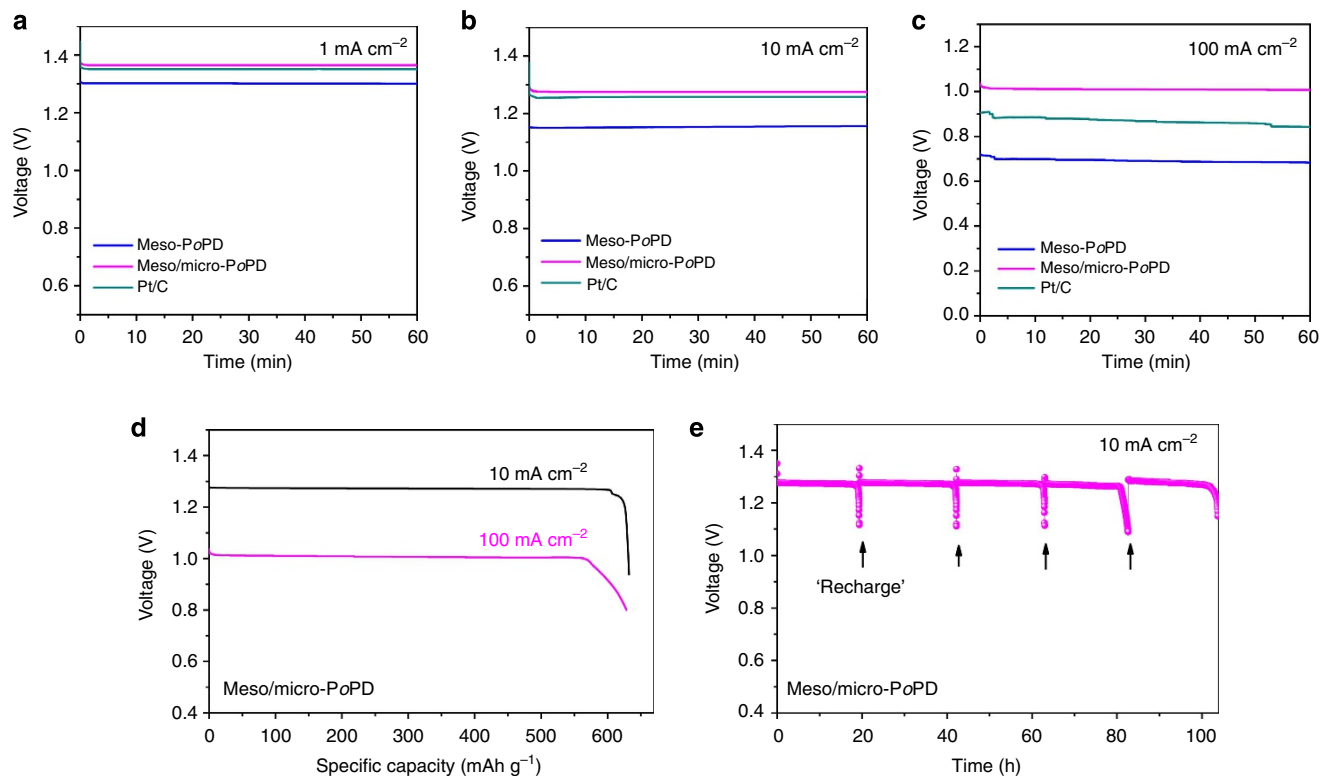 a
1 mA cm⁻²
1.4
1.2
1.0
0.8
0.6
Voltage (V)
Meso-PoPD
Meso/micro-PoPD
Pt/C
0 10 20 30 40 50 60
Time (min)
b
10 mA cm⁻²
1.4
1.2
1.0
0.8
0.6
Voltage (V)
Meso-PoPD
Meso/micro-PoPD
Pt/C
0 10 20 30 40 50 60
Time (min)
c
100 mA cm⁻²
1.2
1.0
0.8
0.6
0.4
0.2
0.0
Voltage (V)
Meso-PoPD
Meso/micro-PoPD
Pt/C
0 10 20 30 40 50 60
Time (min)
d
1.4
1.2
1.0
0.8
0.6
0.4
Voltage (V)
10 mA cm⁻²
100 mA cm⁻²
Meso/micro-PoPD
0 100 200 300 400 500 600
Specific capacity (mAh g⁻¹)
e
10 mA cm⁻²
1.4
1.2
1.0
0.8
0.6
0.4
Voltage (V)
‘Recharge’
Meso/micro-PoPD
0 20 40 60 80 100
Time (h)